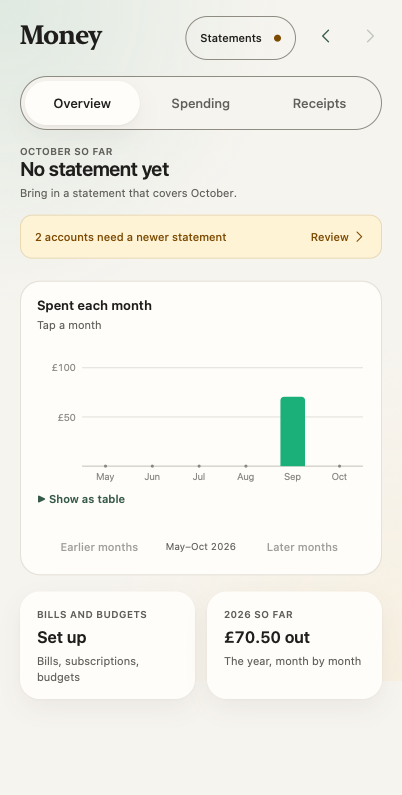 Money
Statements
Overview
Spending
Receipts
OCTOBER SO FAR
No statement yet
Bring in a statement that covers October.
2 accounts need a newer statement
Review
Spent each month
Tap a month
£100
£50
May Jun Jul Aug Sep Oct
Show as table
Earlier months
May–Oct 2026
Later months
BILLS AND BUDGETS
Set up
Bills, subscriptions,
budgets
2026 SO FAR
£70.50 out
The year, month by month